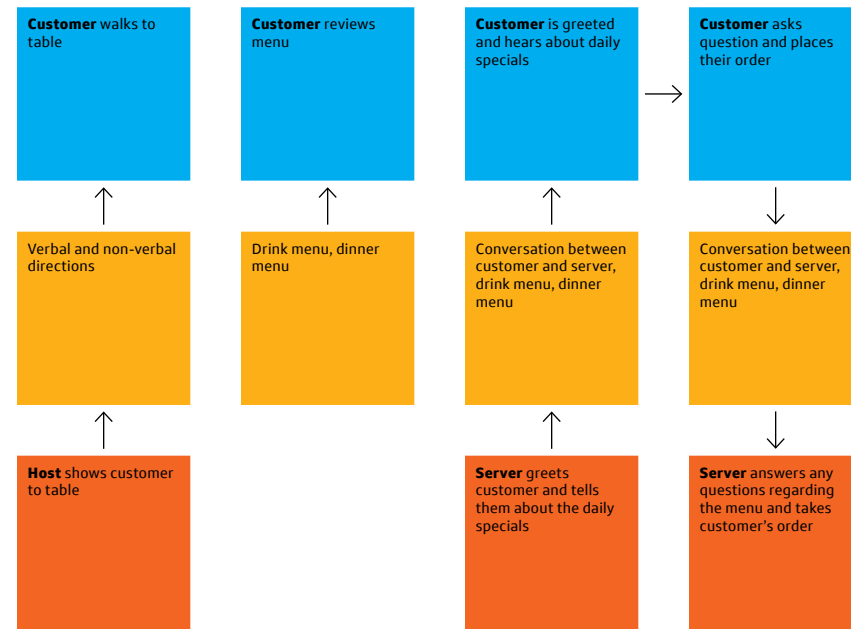 Customer walks to
table
Customer reviews
menu
Customer is greeted
and hears about daily
specials
Customer asks
question and places
their order
Verbal and non-verbal
directions
Drink menu, dinner
menu
Conversation between
customer and server,
drink menu, dinner
menu
Conversation between
customer and server,
drink menu, dinner
menu
Host shows customer
to table
Server greets
customer and tells
them about the daily
specials
Server answers any
questions regarding
the menu and takes
customer’s order